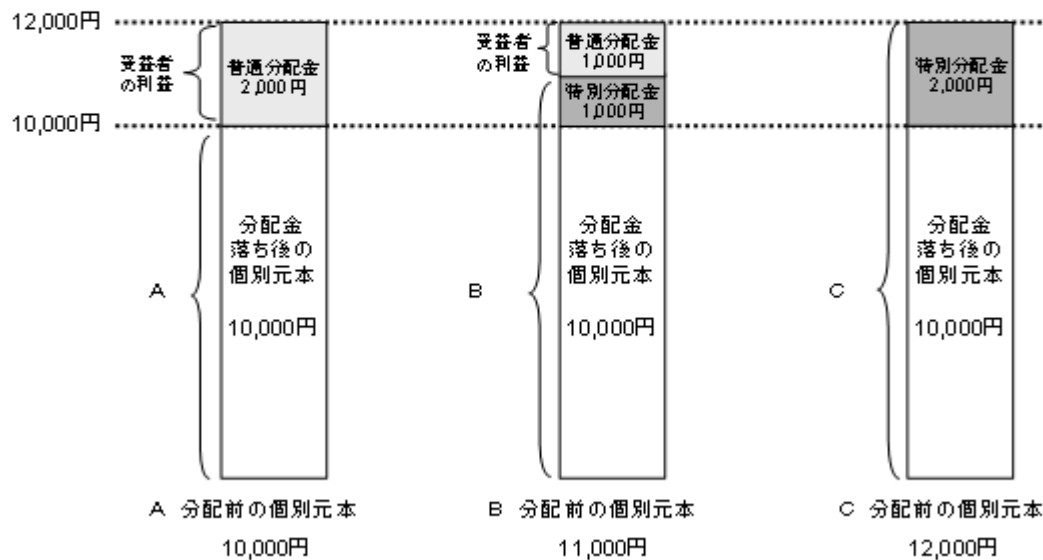 12,000円
受益者
の利益
普通分配金
2,000円
10,000円
分配金
落ち後の
個別元本
10,000円
A
A 分配前の個別元本
10,000円
受益者
の利益
普通分配金
1,000円
特別分配金
1,000円
分配金
落ち後の
個別元本
10,000円
B
B 分配前の個別元本
11,000円
特別分配金
2,000円
分配金
落ち後の
個別元本
10,000円
C
C 分配前の個別元本
12,000円